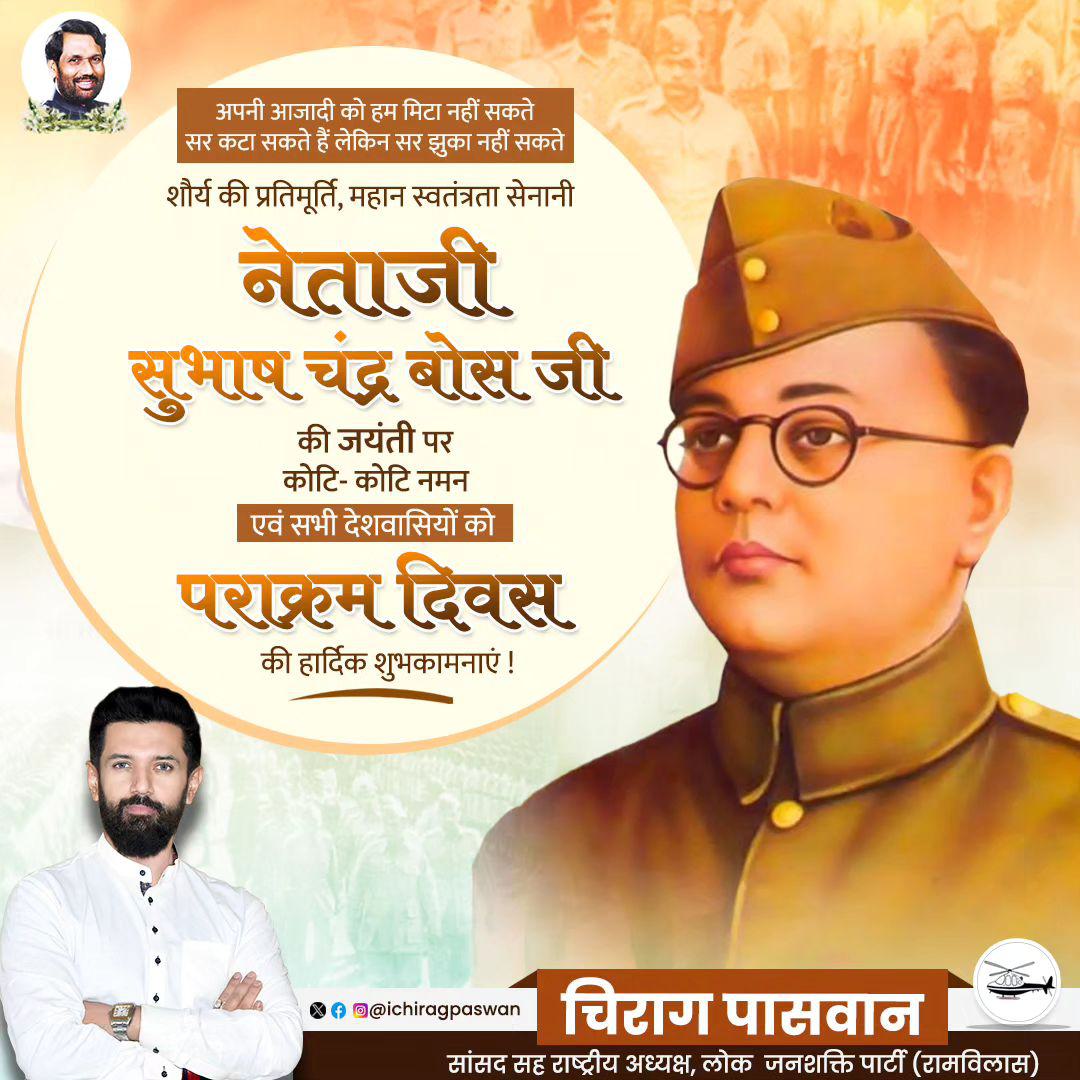 अपनी आजादी को हम मिटा नहीं सकते
सर कटा सकते हैं लेकिन सर झुका नहीं सकते
शौर्य की प्रतिमूर्ति, महान स्वतंत्रता सेनानी
नेताजी
सुभाष चंद्र बोस जी
की जयंती पर
कोटि- कोटि नमन
एवं सभी देशवासियों को
पराक्रम दिवस
की हार्दिक शुभकामनाएं !
@ichiragpaswan
चिराग पासवान
सांसद सह राष्ट्रीय अध्यक्ष, लोक जनशक्ति पार्टी (रामविलास)